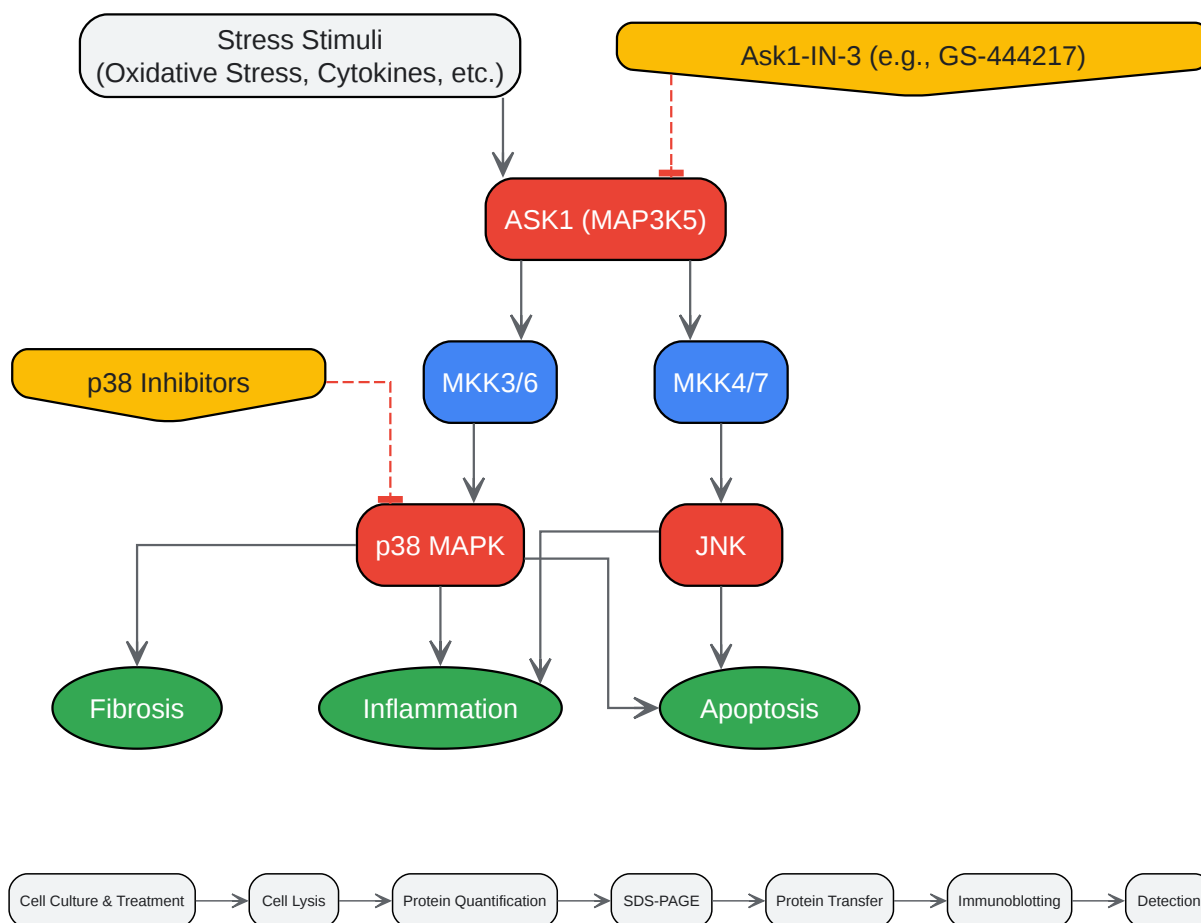 Stress Stimuli
(Oxidative Stress, Cytokines, etc.)
Ask1-IN-3 (e.g., GS-444217)
ASK1 (MAP3K5)
MKK3/6
MKK4/7
p38 Inhibitors
p38 MAPK
JNK
Fibrosis
Inflammation
Apoptosis
Cell Culture & Treatment
Cell Lysis
Protein Quantification
SDS-PAGE
Protein Transfer
Immunoblotting
Detection